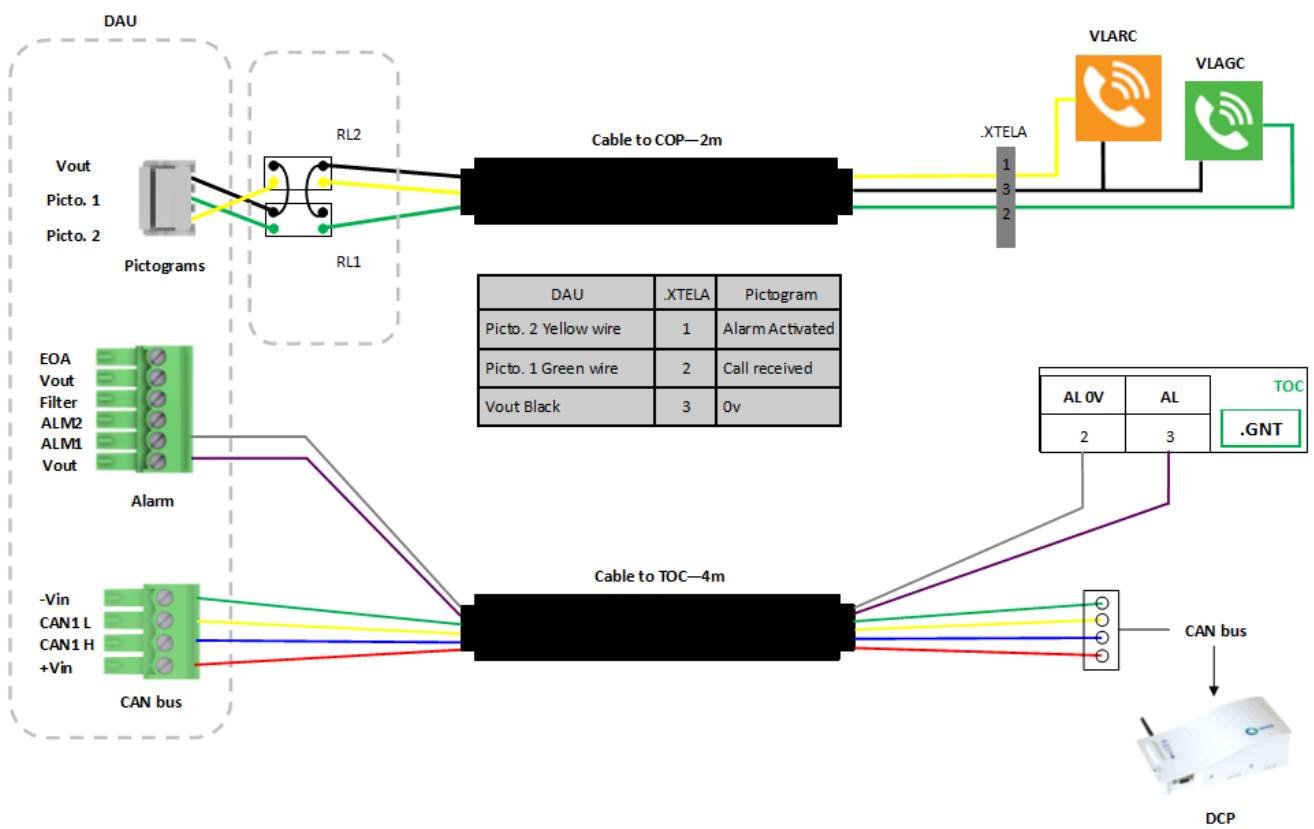 DAU
VLARC
VLAGC
RL2
Cable to COP—2m
.XTELA
Vout
Picto. 1
Picto. 2
1
3
2
Pictograms
RL1
DAU .XTELA Pictogram
Picto. 2 Yellow wire 1 Alarm Activated
Picto. 1 Green wire 2 Call received
Vout Black 3 0v
EOA
Vout
Filter
ALM2
ALM1
Vout
Alarm
AL 0V AL TOC
2 3 .GNT
Cable to TOC—4m
-Vin
CAN1 L
CAN1 H
+Vin
CAN bus
CAN bus
DCP